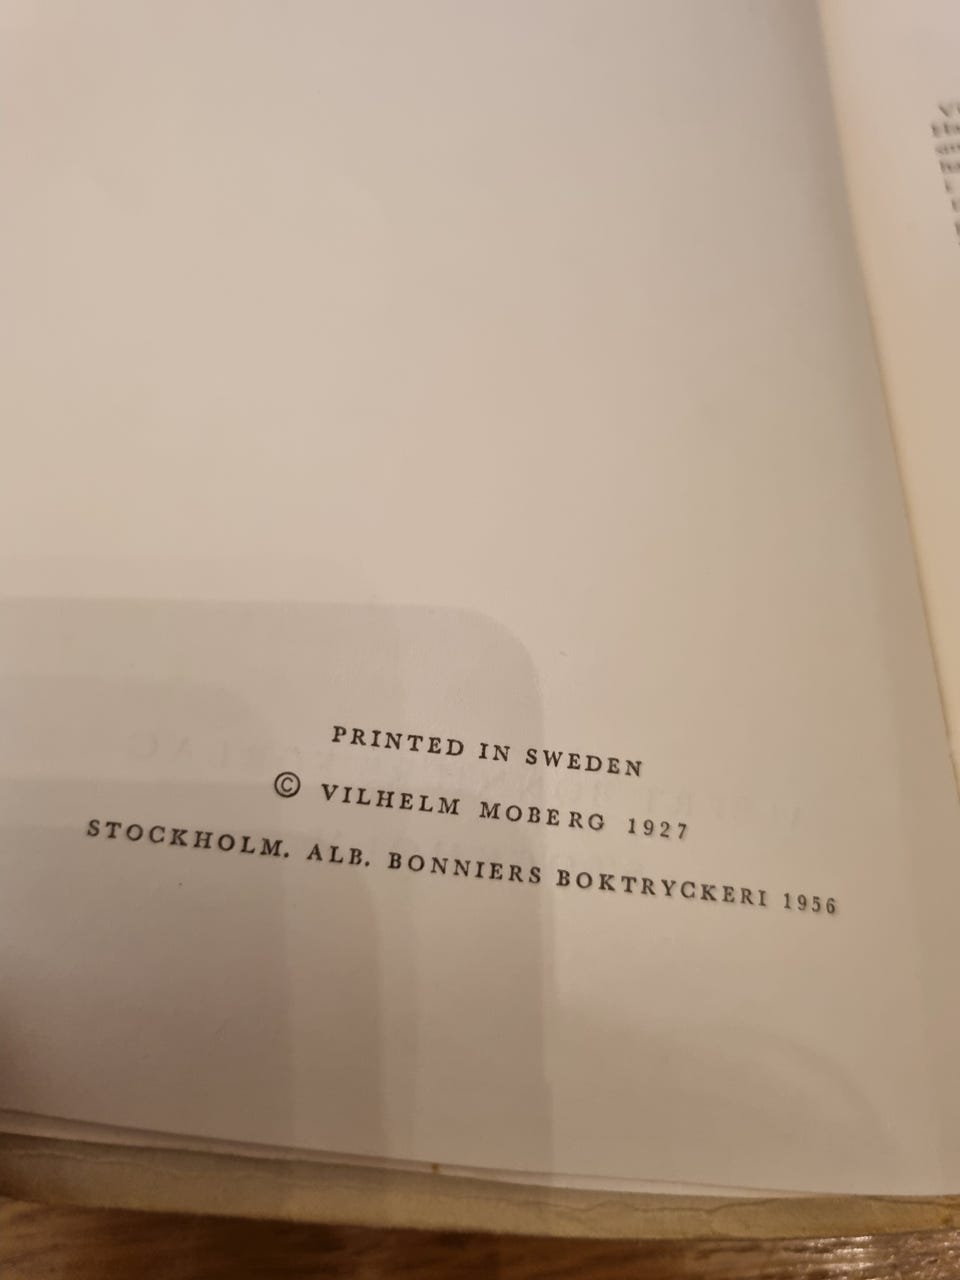 PRINTED IN SWEDEN
© VILHELM MOBERG 1927
STOCKHOLM. ALB. BONNIERS BOKTRYCKERI 1956